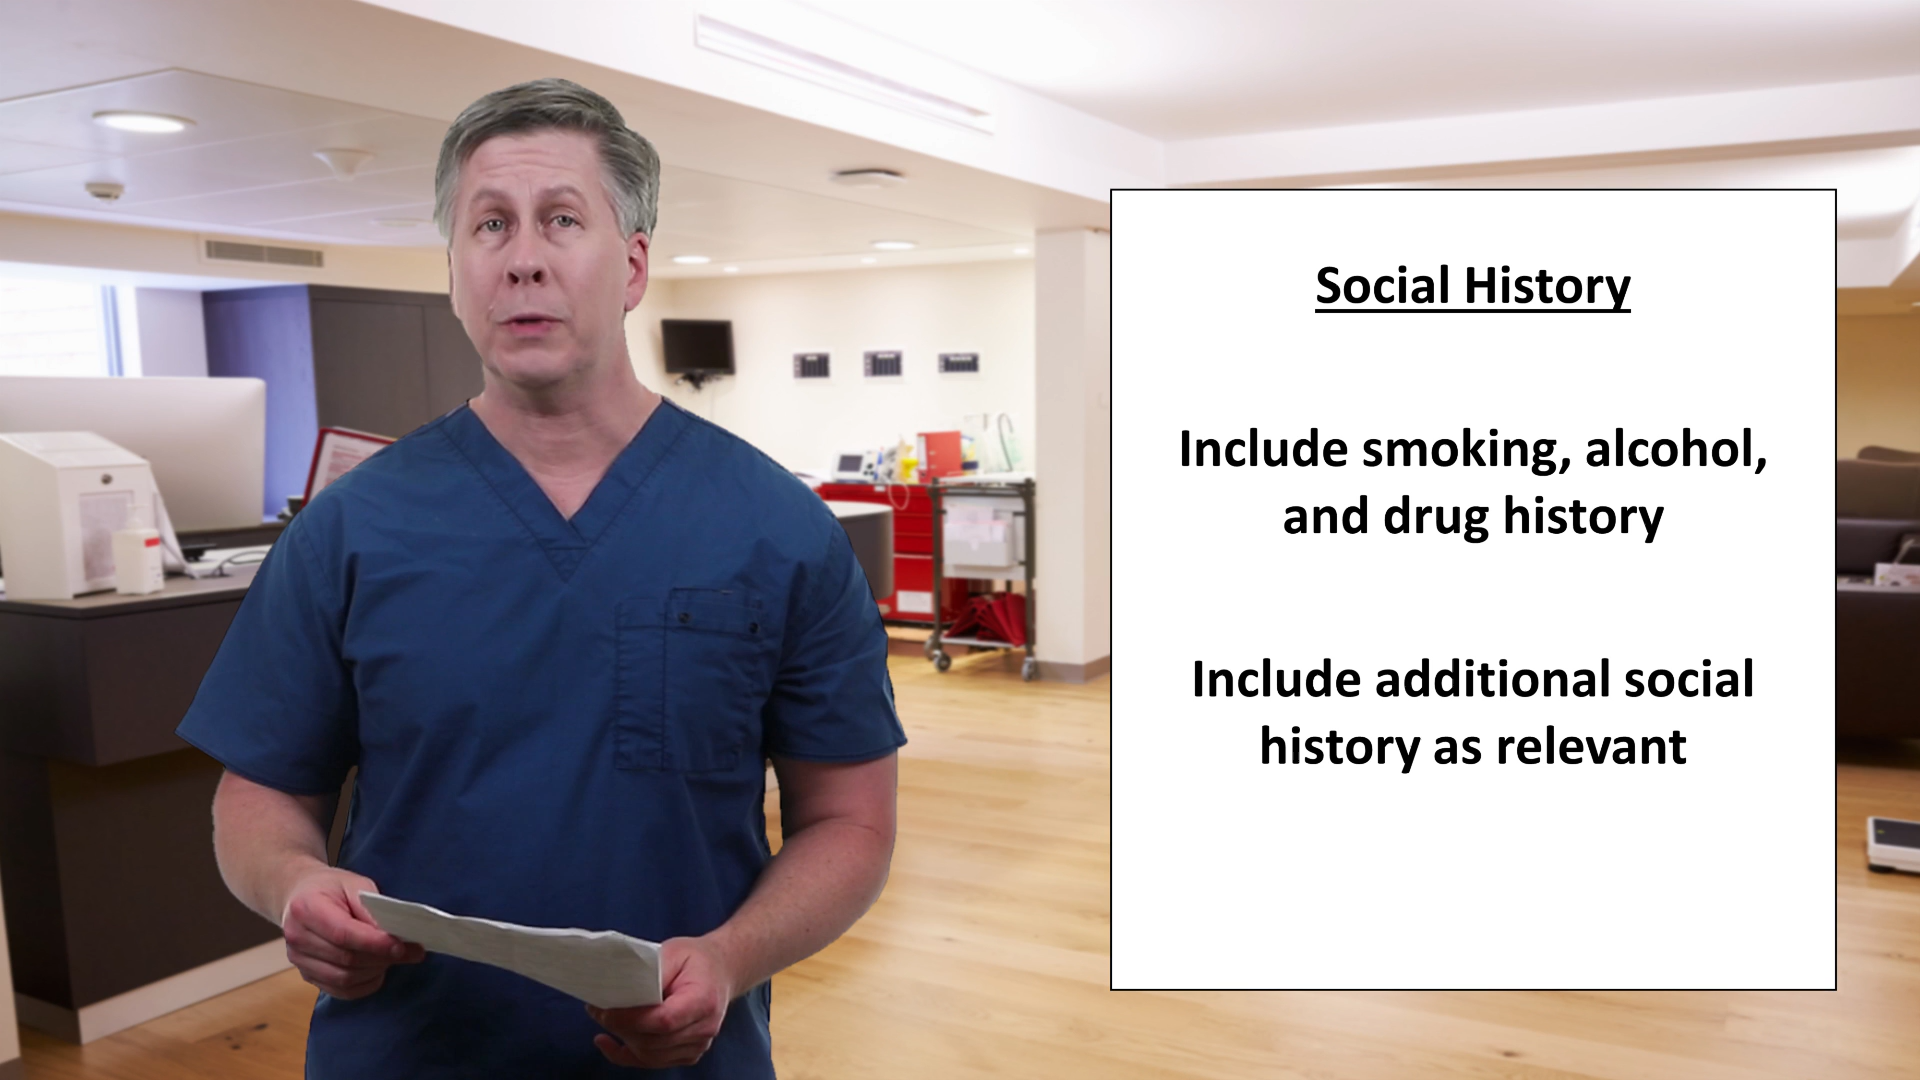 Social History
Include smoking, alcohol,
and drug history
Include additional social
history as relevant